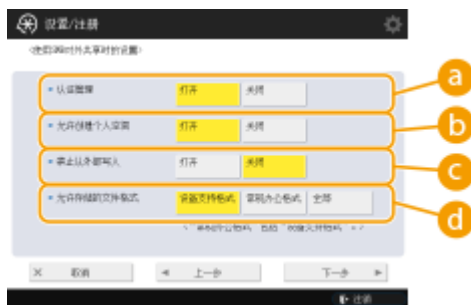 设置/注册
<使用SMB对外共享时的设置>
认证管理 打开 关闭
a
允许创建个人空间 打开 关闭
b
禁止从外部写入 打开 关闭
c
允许存储的文件格式 设备支持格式 常规办公格式 全部
d
取消 上一步 下一步
注销